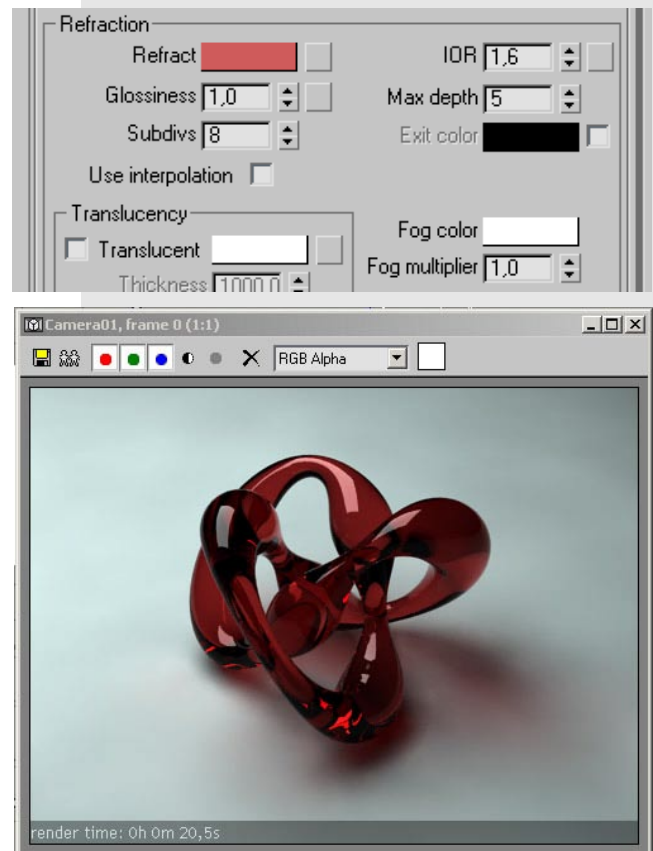 Refraction
Refract IOR 1,6
Glossiness 1,0 Max depth 5
Subdivs 8 Exit color
Use interpolation
Translucency
Translucent Fog color
Thickness 1000,0 Fog multiplier 1,0
Camera01, frame 0 (1:1)
RGB Alpha
render time: 0h 0m 20,5s